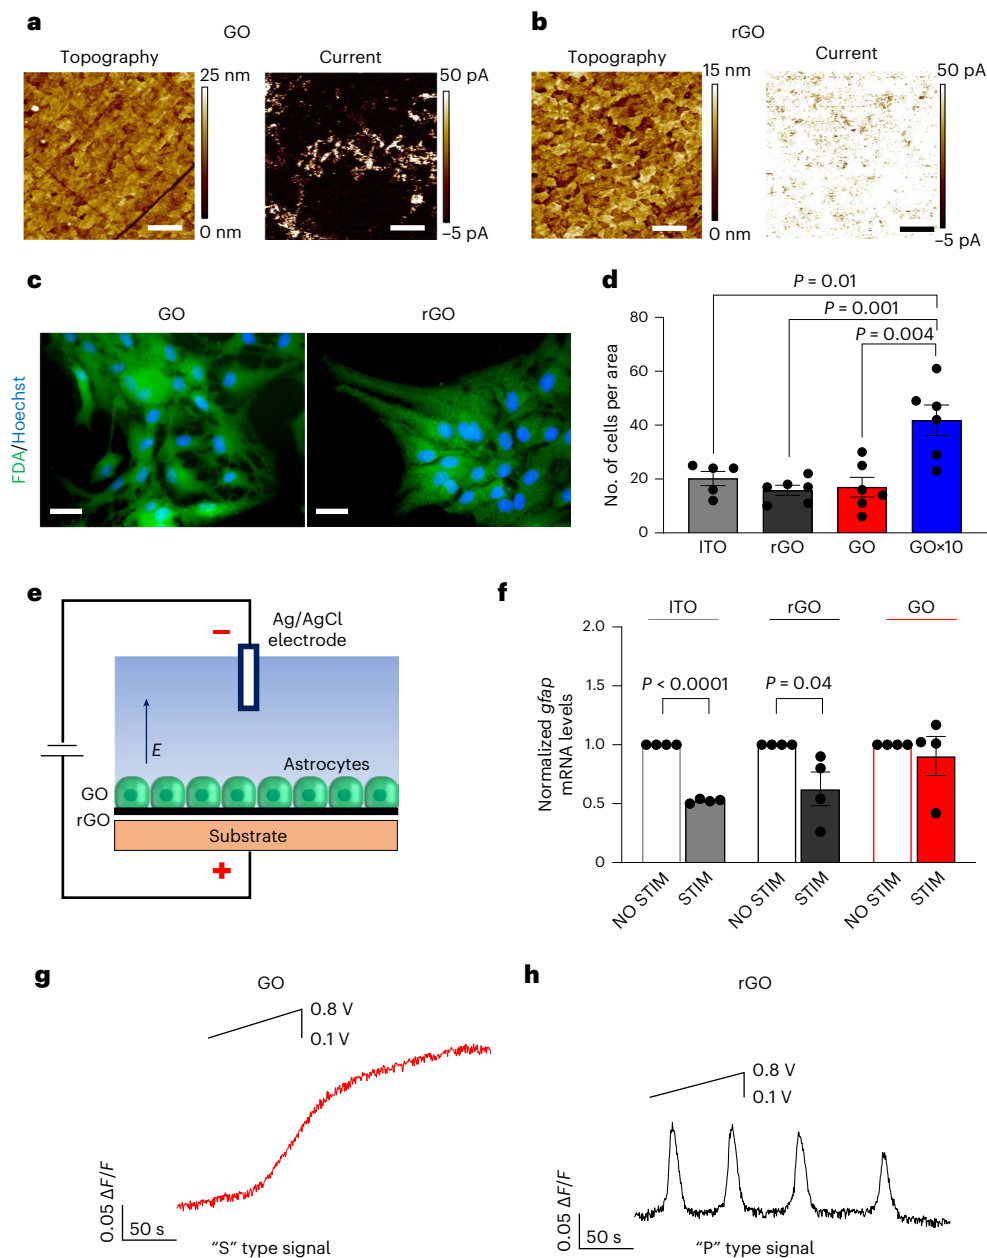 a
GO
Topography
25 nm
0 nm
Current
50 pA
–5 pA
b
rGO
Topography
15 nm
0 nm
Current
50 pA
–5 pA
c
GO
rGO
FDA/Hoechst
d
P = 0.01
P = 0.001
P = 0.004
No. of cells per area
80
60
40
20
0
ITO
rGO
GO
GO×10
e
Ag/AgCl
electrode
–
E
Astrocytes
GO
rGO
Substrate
+
f
ITO
rGO
GO
Normalized gfap
mRNA levels
2.0
1.5
1.0
0.5
0
P < 0.0001
P = 0.04
NO STIM
STIM
NO STIM
STIM
NO STIM
STIM
g
GO
0.8 V
0.1 V
0.05 ΔF/F
50 s
“S” type signal
h
rGO
0.8 V
0.1 V
0.05 ΔF/F
50 s
“P” type signal